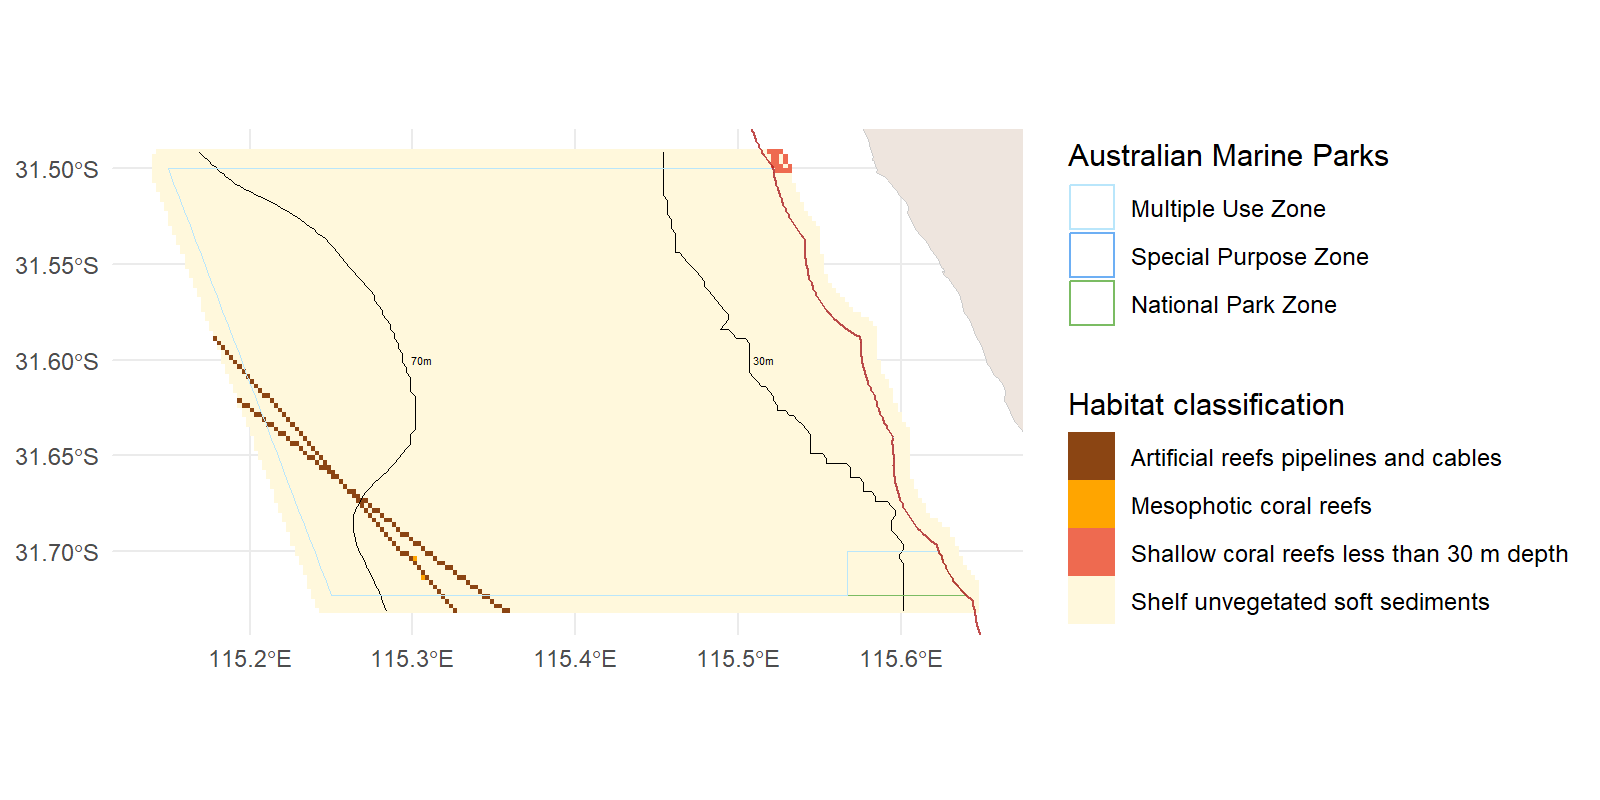 31.50°S
31.55°S
31.60°S
31.65°S
31.70°S
70m
30m
115.2°E
115.3°E
115.4°E
115.5°E
115.6°E
Australian Marine Parks
Multiple Use Zone
Special Purpose Zone
National Park Zone
Habitat classification
Artificial reefs pipelines and cables
Mesophotic coral reefs
Shallow coral reefs less than 30 m depth
Shelf unvegetated soft sediments